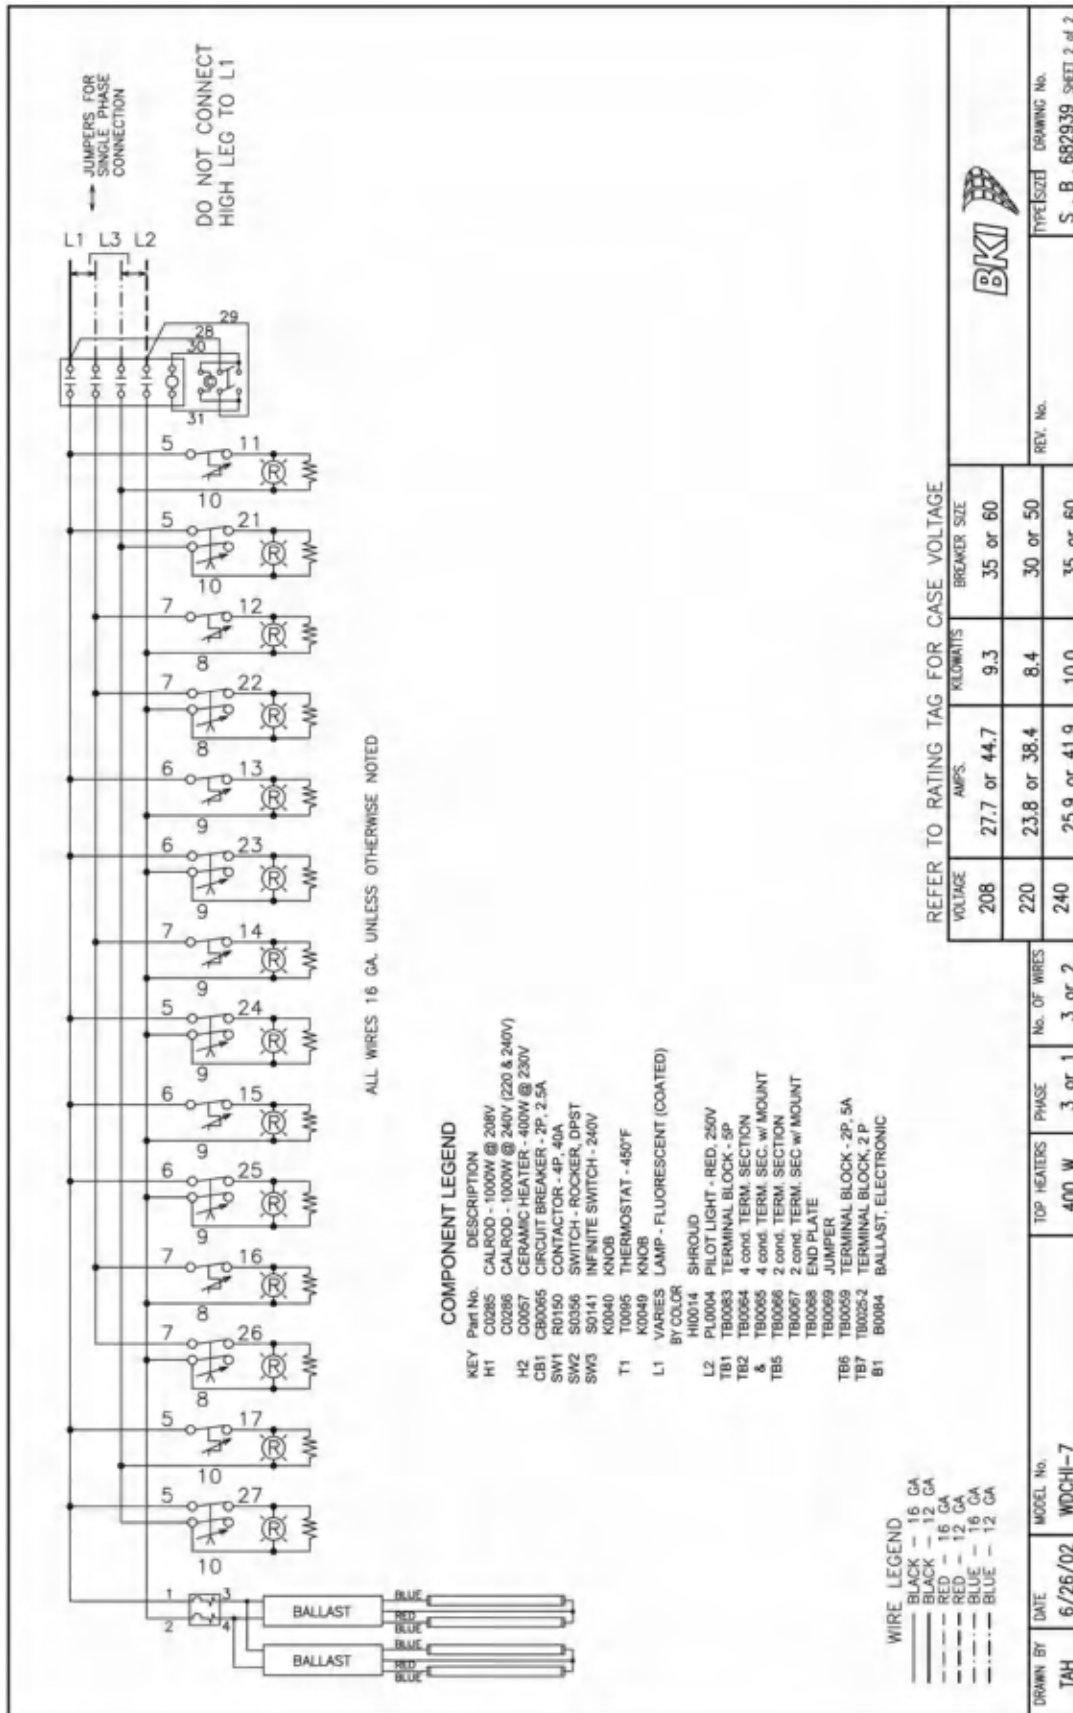 JUMPERS FOR
SINGLE PHASE
CONNECTION
L1 L3 L2
DO NOT CONNECT
HIGH LEG TO L1
29
28
30
31
5 11
10
5 21
10
7 12
8
7 22
8
6 13
9
6 23
9
7 14
9
5 24
9
6 15
9
6 25
9
7 16
8
7 26
8
5 17
10
5 27
10
R
R
R
R
R
R
R
R
R
R
R
R
R
R
1 3
2 4
BALLAST
BLUE
RED
BLUE
BALLAST
BLUE
RED
BLUE
ALL WIRES 16 GA. UNLESS OTHERWISE NOTED
COMPONENT LEGEND
KEY Part No. DESCRIPTION
H1 C0285 CALROD - 1000W @ 208V
C0286 CALROD - 1000W @ 240V (220 & 240V)
H2 C0057 CERAMIC HEATER - 400W @ 230V
CB1 CB0065 CIRCUIT BREAKER - 2P, 2.5A
SW1 R0150 CONTACTOR - 4P, 40A
SW2 S0356 SWITCH - ROCKER, DPST
SW3 S0141 INFINITE SWITCH - 240V
K0040 KNOB
T1 T0095 THERMOSTAT - 450°F
K0049 KNOB
L1 VARIES LAMP - FLUORESCENT (COATED)
BY COLOR
HI0014 SHROUD
L2 PL0004 PILOT LIGHT - RED, 250V
TB1 TB0083 TERMINAL BLOCK - 5P
TB2 TB0064 4 cond. TERM. SECTION
& TB0065 4 cond. TERM. SEC. w/ MOUNT
TB5 TB0066 2 cond. TERM. SECTION
TB0067 2 cond. TERM. SEC w/ MOUNT
TB0068 END PLATE
TB0069 JUMPER
TB6 TB0059 TERMINAL BLOCK - 2P, 5A
TB7 TB0025-2 TERMINAL BLOCK, 2 P
B1 B0084 BALLAST, ELECTRONIC
WIRE LEGEND
BLACK - 16 GA
BLACK - 12 GA
RED - 16 GA
RED - 12 GA
BLUE - 16 GA
BLUE - 12 GA
REFER TO RATING TAG FOR CASE VOLTAGE
VOLTAGE AMPS. KILOWATTS BREAKER SIZE
208 27.7 or 44.7 9.3 35 or 60
220 23.8 or 38.4 8.4 30 or 50
240 25.9 or 41.9 10.0 35 or 60
BKI
DRAWN BY DATE MODEL No. TOP HEATERS PHASE No. OF WIRES REV. No. TYPE SIZE DRAWING No.
TAH 6/26/02 WDCHI-7 400 W 3 or 1 3 or 2 S . B . 682939 SHEET 2 of 2